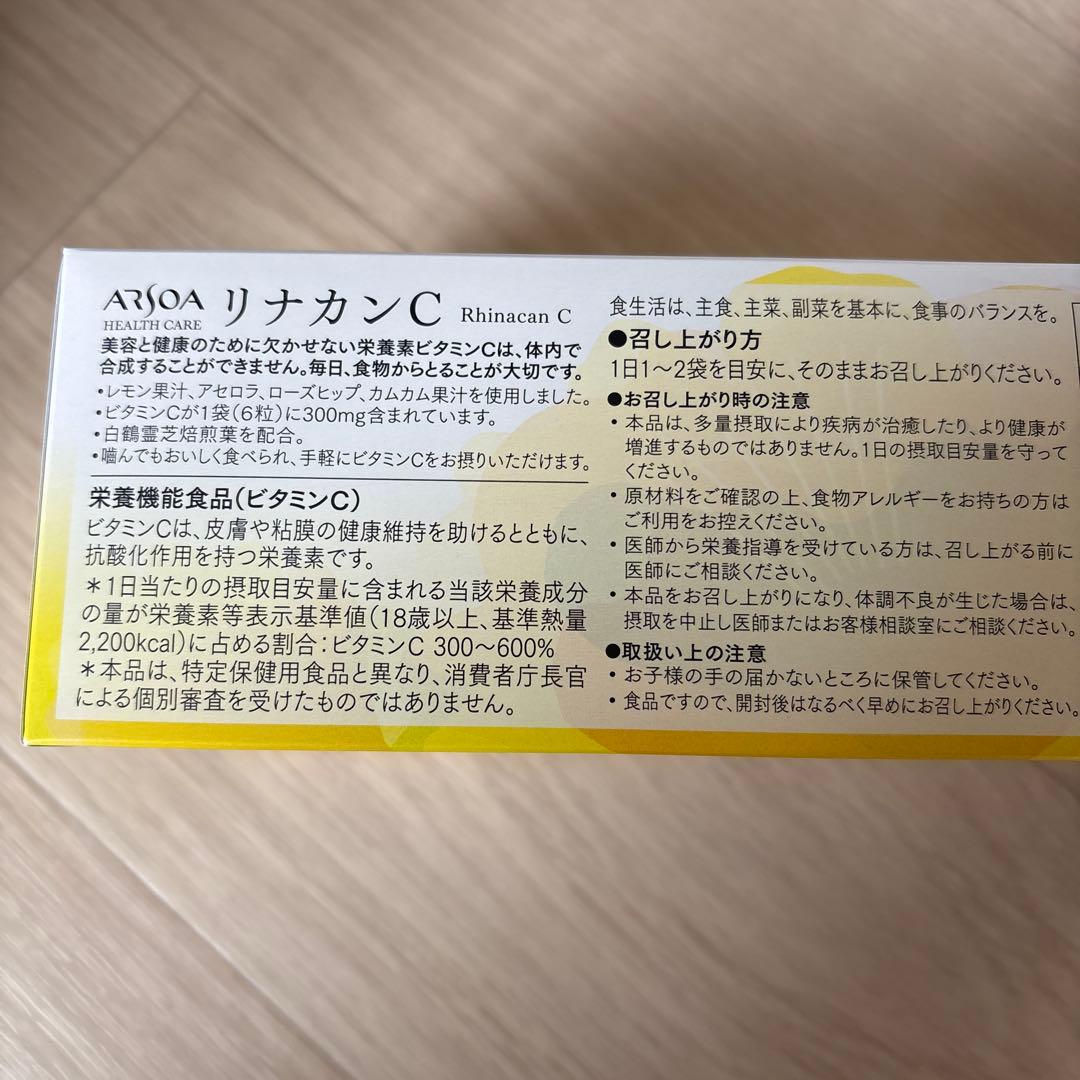 ARSOA
HEALTH CARE
リナカンC Rhinacan C
美容と健康のために欠かせない栄養素ビタミンCは、体内で
合成することができません。毎日、食物からとることが大切です。
・レモン果汁、アセロラ、ローズヒップ、カムカム果汁を使用しました。
・ビタミンCが1袋(6粒)に300mg含まれています。
・白鶴霊芝焙煎葉を配合。
・噛んでもおいしく食べられ、手軽にビタミンCをお摂りいただけます。
栄養機能食品(ビタミンC)
ビタミンCは、皮膚や粘膜の健康維持を助けるとともに、
抗酸化作用を持つ栄養素です。
＊1日当たりの摂取目安量に含まれる当該栄養成分
の量が栄養素等表示基準値(18歳以上、基準熱量
2,200kcal)に占める割合：ビタミンC 300〜600%
＊本品は、特定保健用食品と異なり、消費者庁長官
による個別審査を受けたものではありません。
食生活は、主食、主菜、副菜を基本に、食事のバランスを。
●召し上がり方
1日1〜2袋を目安に、そのままお召し上がりください。
●お召し上がり時の注意
・本品は、多量摂取により疾病が治癒したり、より健康が
増進するものではありません。1日の摂取目安量を守って
ください。
・原材料をご確認の上、食物アレルギーをお持ちの方は
ご利用をお控えください。
・医師から栄養指導を受けている方は、召し上がる前に
医師にご相談ください。
・本品をお召し上がりになり、体調不良が生じた場合は、
摂取を中止し医師またはお客様相談室にご相談ください。
●取扱い上の注意
・お子様の手の届かないところに保管してください。
・食品ですので、開封後はなるべく早めにお召し上がりください。